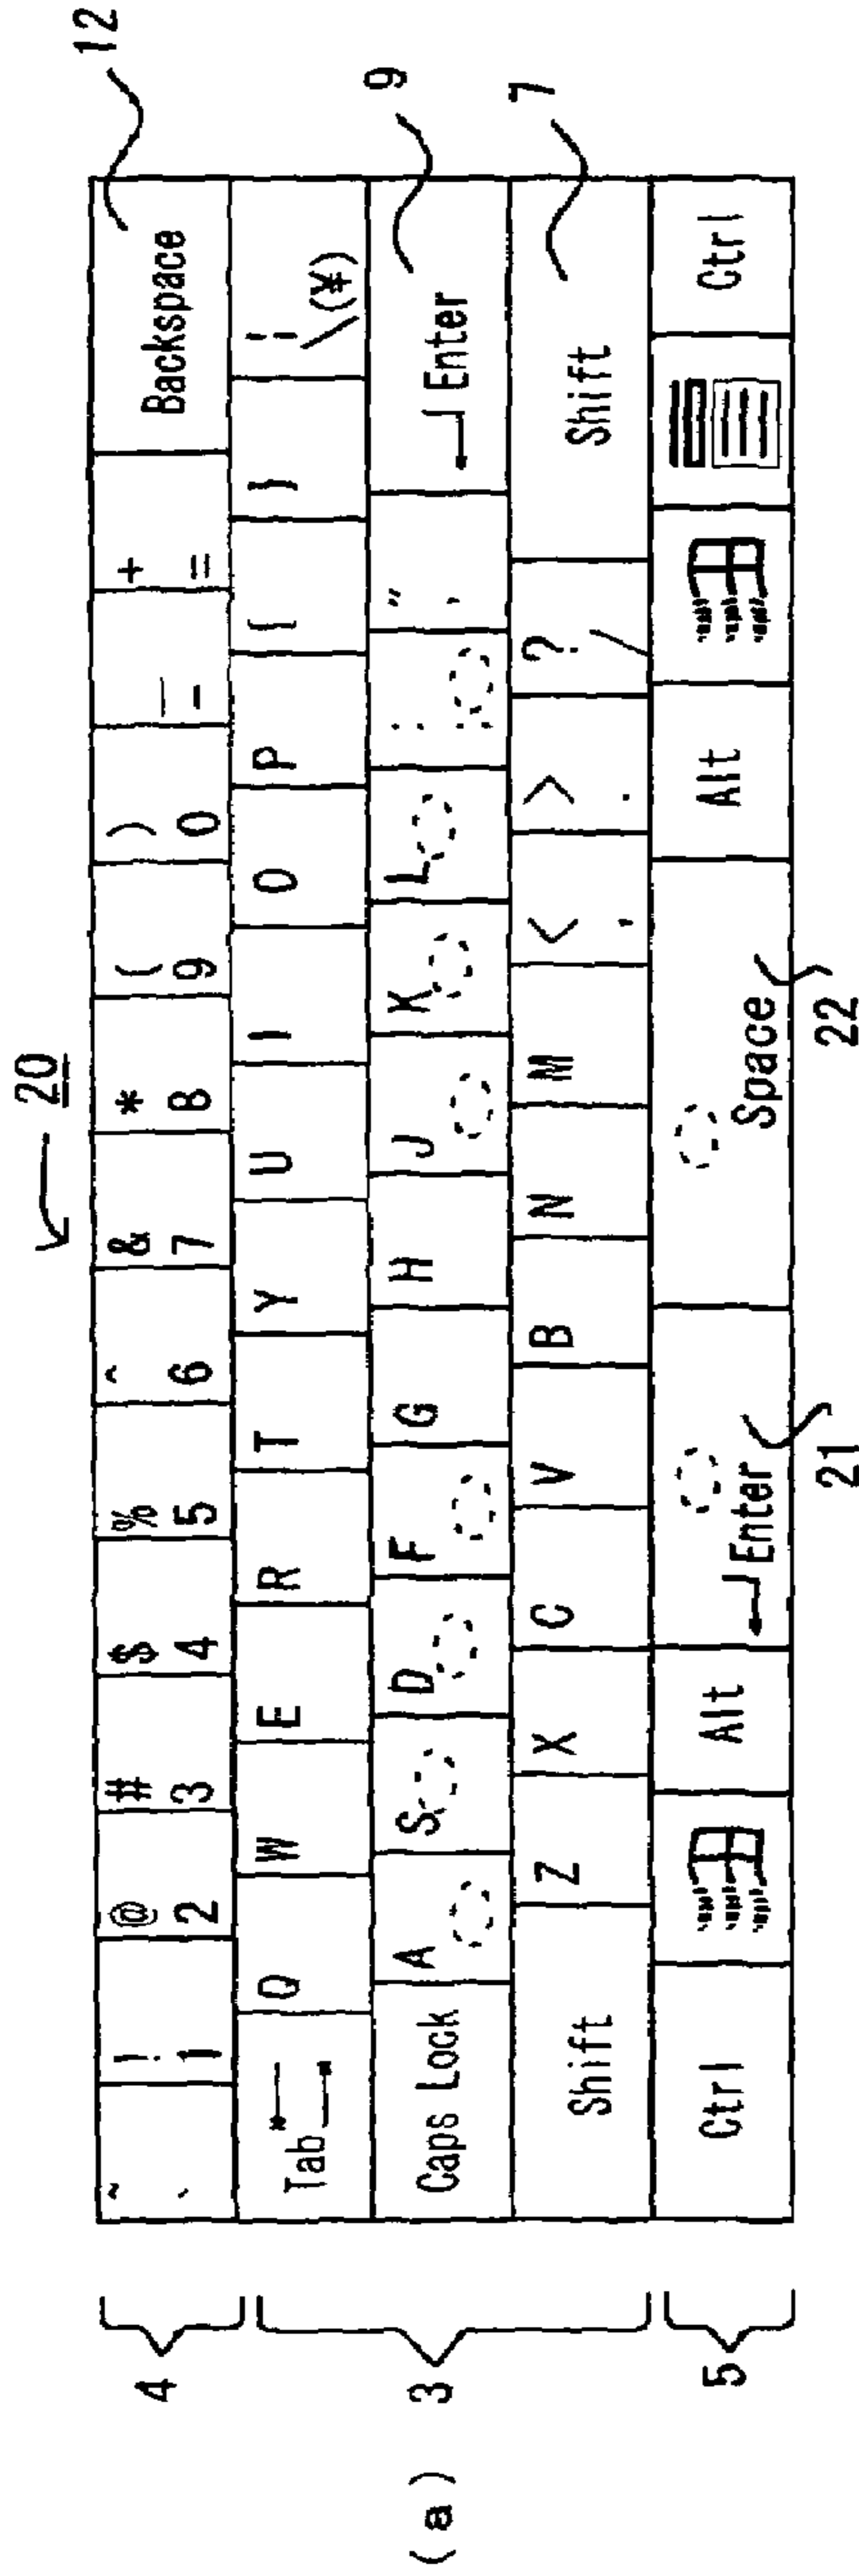 20
12
~ ! @ # $ % ^ & * ( ) _ + Backspace
` 1 2 3 4 5 6 7 8 9 0 - =
4
Tab Q W E R T Y U I O P { } ¦ \(¥)
9
3
Caps Lock A S D F G H J K L : ; " ' Enter
7
Shift Z X C V B N M < , > . ? / Shift
5
Ctrl Alt Enter Space Alt Ctrl
21 22
(a)